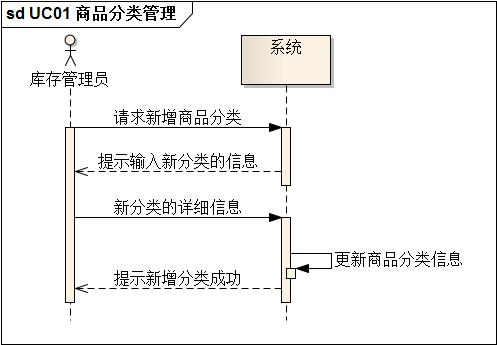 sd UC01 商品分类管理
系统
库存管理员
请求新增商品分类
提示输入新分类的信息
新分类的详细信息
更新商品分类信息
提示新增分类成功